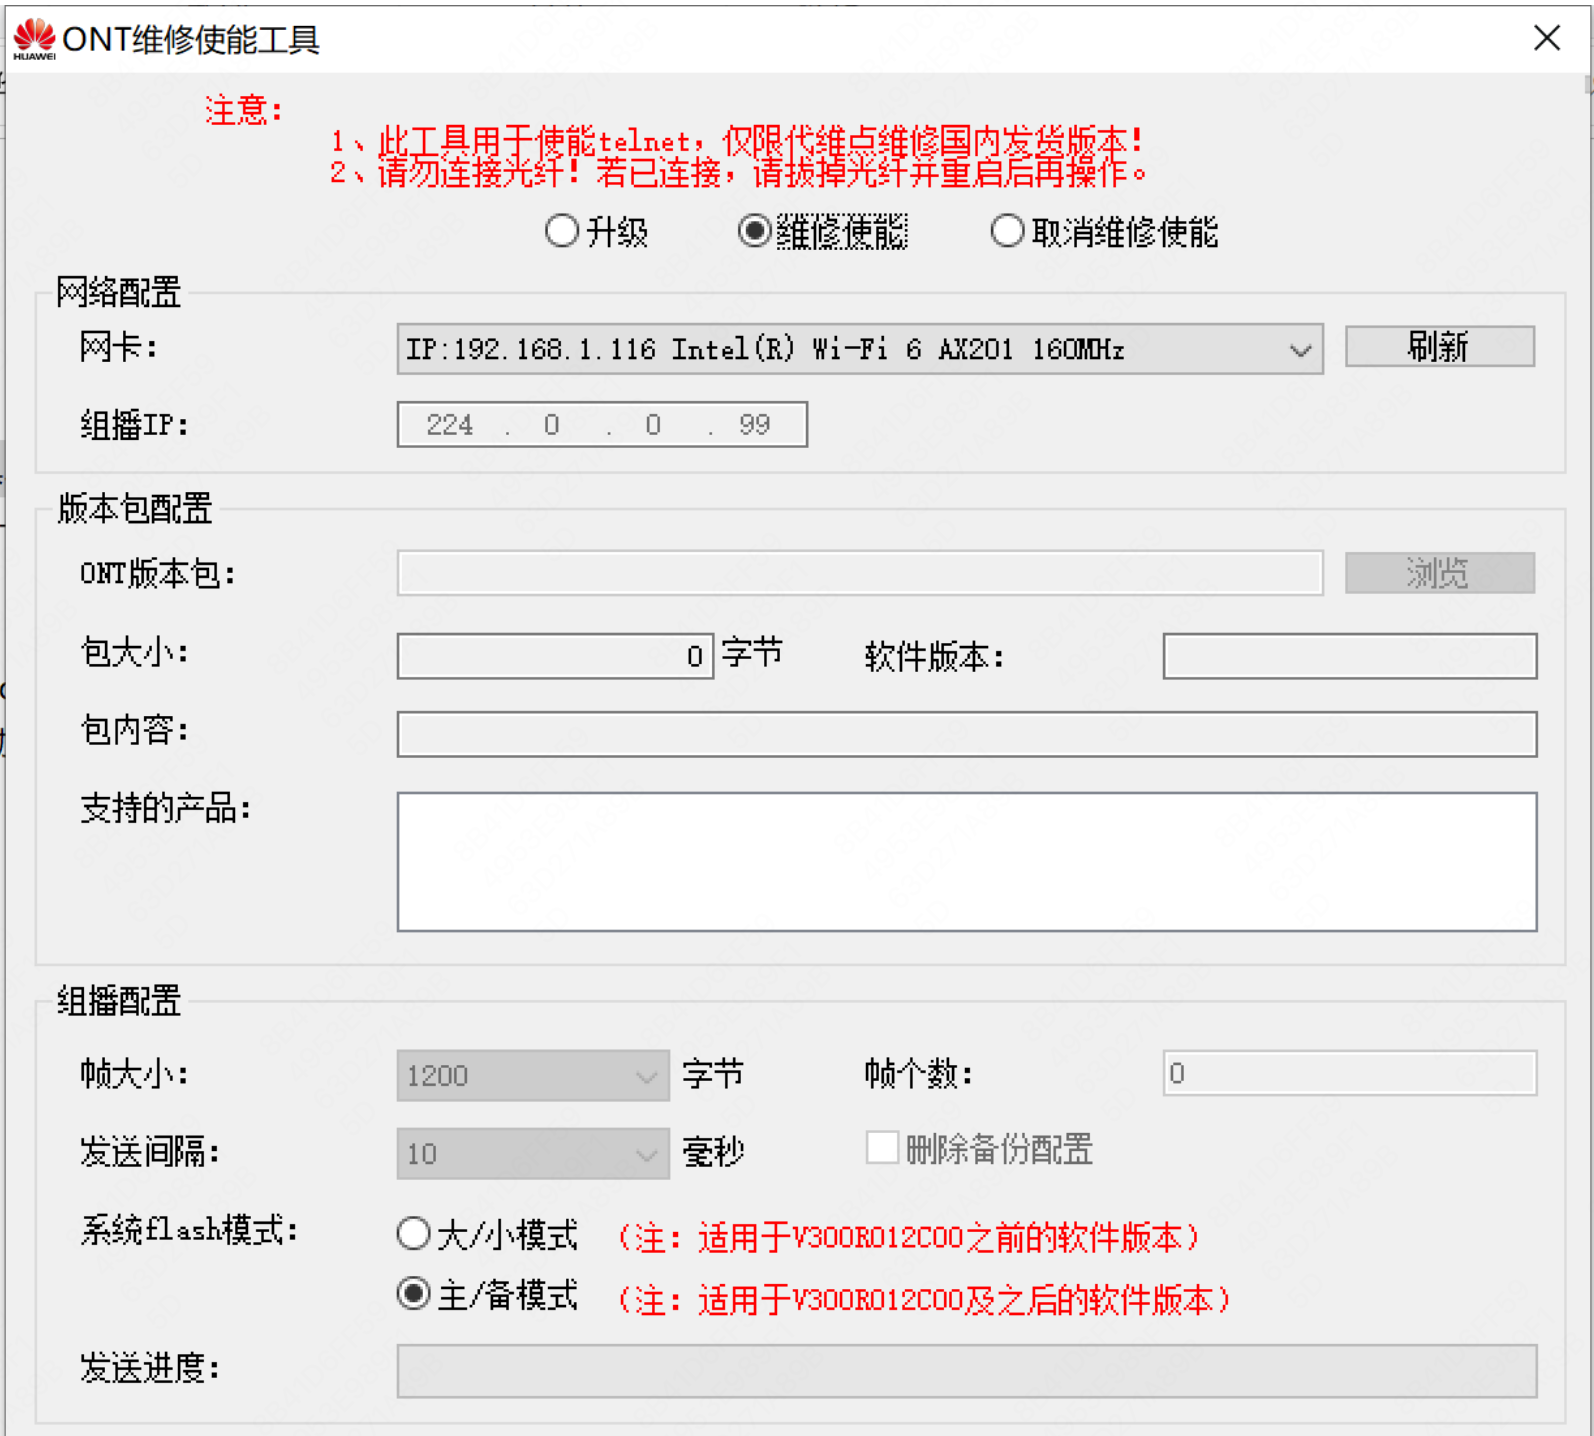 HUAWEI ONT维修使能工具
注意:
1、此工具用于使能telnet，仅限代维点维修国内发货版本!
2、请勿连接光纤! 若已连接，请拔掉光纤并重启后再操作。
升级 维修使能 取消维修使能
网络配置
网卡: IP:192.168.1.116 Intel(R) Wi-Fi 6 AX201 160MHz 刷新
组播IP: 224 . 0 . 0 . 99
版本包配置
ONT版本包: 浏览
包大小: 0 字节 软件版本:
包内容:
支持的产品:
组播配置
帧大小: 1200 字节 帧个数: 0
发送间隔: 10 毫秒 删除备份配置
系统flash模式: 大/小模式 (注: 适用于V300R012C00之前的软件版本)
主/备模式 (注: 适用于V300R012C00及之后的软件版本)
发送进度: